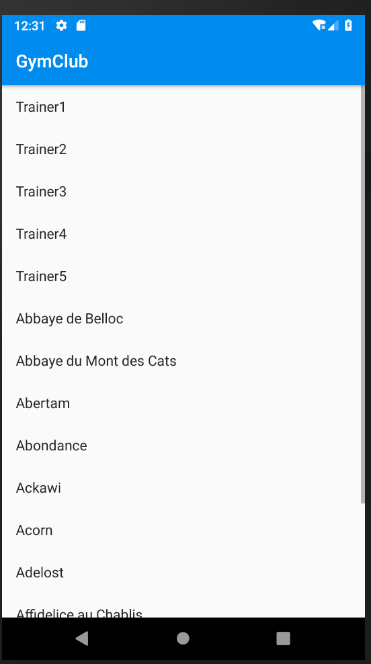 12:31
GymClub
Trainer1
Trainer2
Trainer3
Trainer4
Trainer5
Abbaye de Belloc
Abbaye du Mont des Cats
Abertam
Abondance
Ackawi
Acorn
Adelost
Affidelice au Chablis